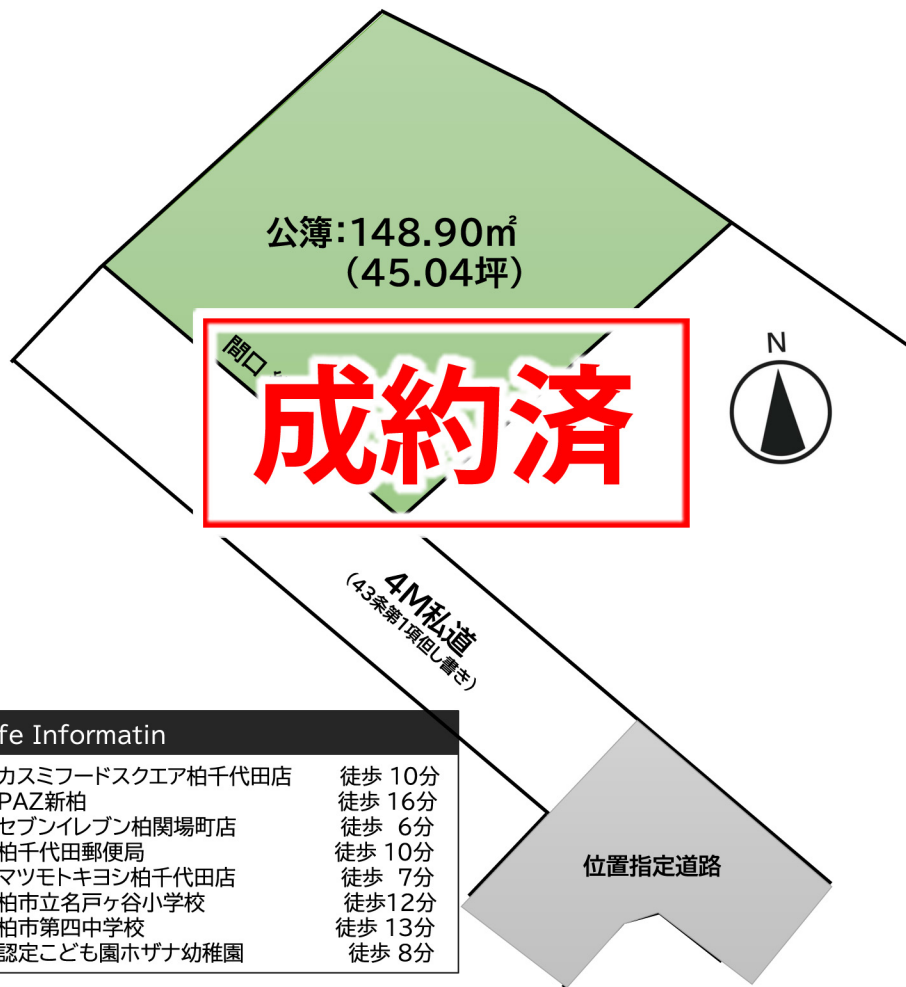 公簿:148.90㎡
(45.04坪)
間口
成約済
N
4M私道
(43条第1項但し書き)
位置指定道路
fe Informatin
カスミフードスクエア柏千代田店 徒歩 10分
PAZ新柏 徒歩 16分
セブンイレブン柏関場町店 徒歩 6分
柏千代田郵便局 徒歩 10分
マツモトキヨシ柏千代田店 徒歩 7分
柏市立名戸ヶ谷小学校 徒歩12分
柏市第四中学校 徒歩 13分
認定こども園ホザナ幼稚園 徒歩 8分